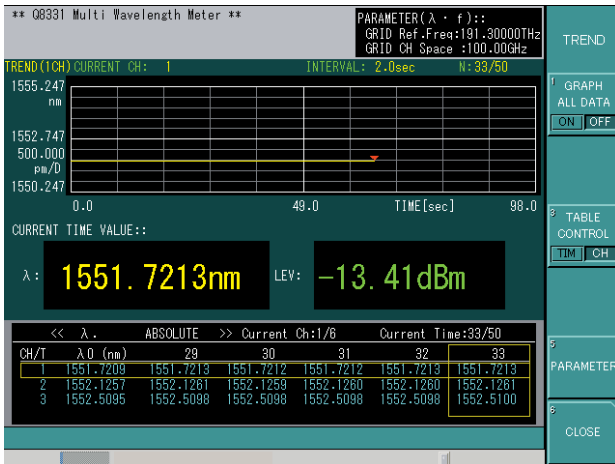 ** Q8331 Multi Wavelength Meter **
PARAMETER(λ · f)::
GRID Ref.Freq:191.30000THz
GRID CH Space :100.00GHz
TREND
TREND(1CH) CURRENT CH: 1 INTERVAL: 2.0sec N:33/50
1555.247
nm
1552.747
500.000
pm/D
1550.247
0.0 49.0 TIME[sec] 98.0
1 GRAPH
ALL DATA
ON OFF
CURRENT TIME VALUE::
λ: 1551.7213nm LEV: -13.41dBm
3 TABLE
CONTROL
TIM CH
<< λ. ABSOLUTE >> Current Ch:1/6 Current Time:33/50
CH/T λ0 (nm) 29 30 31 32 33
1 1551.7209 1551.7213 1551.7212 1551.7212 1551.7213 1551.7213
2 1552.1257 1552.1261 1552.1259 1552.1260 1552.1260 1552.1261
3 1552.5095 1552.5098 1552.5098 1552.5098 1552.5098 1552.5100
5
PARAMETER
6
CLOSE